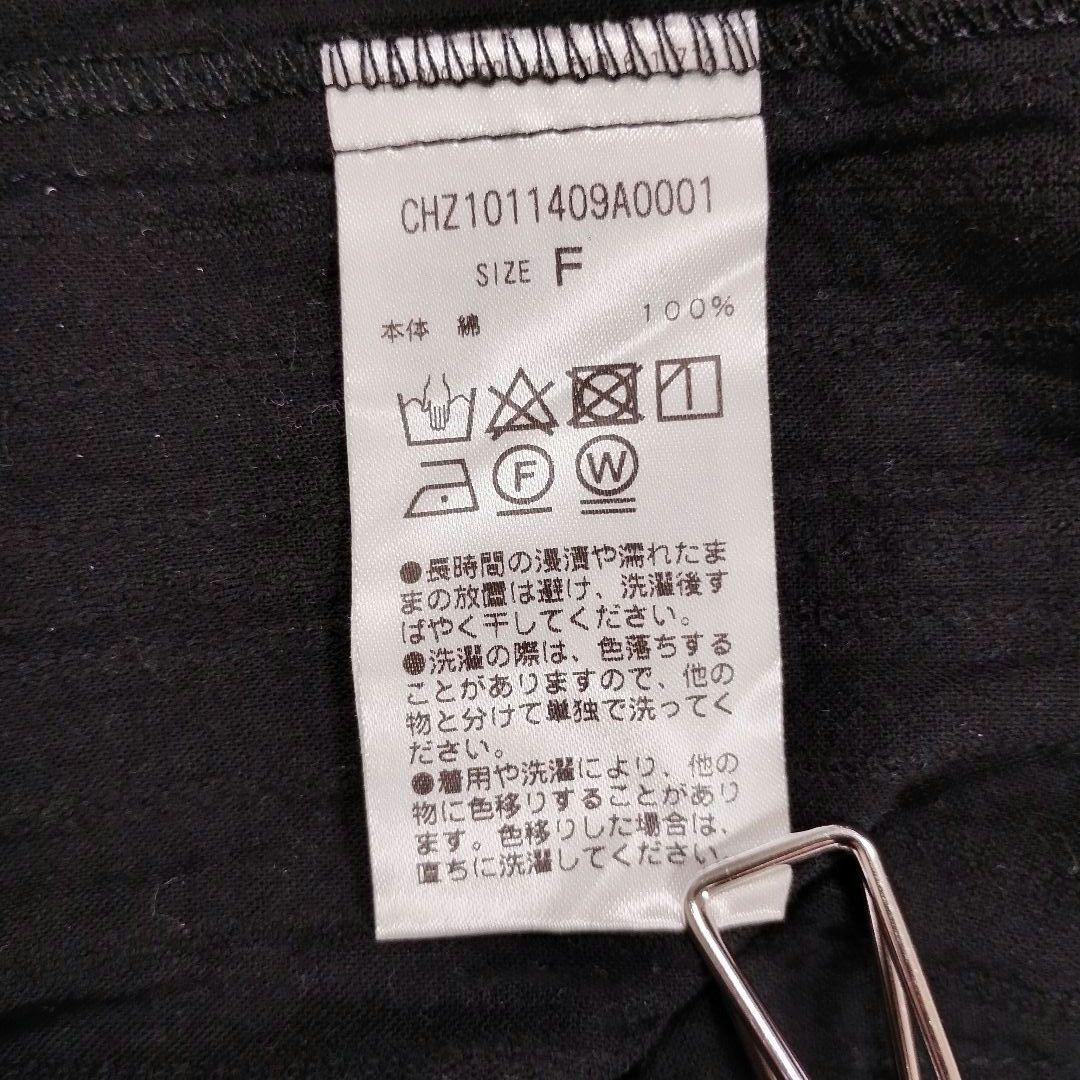 CHZ1011409A0001
SIZE F
本体 綿 100%
F W
●長時間の浸漬や濡れたま
まの放置は避け、洗濯後す
ばやく干してください。
●洗濯の際は、色落ちする
ことがありますので、他の
物と分けて単独で洗ってく
ださい。
●着用や洗濯により、他の
物に色移りすることがあり
ます。色移りした場合は、
直ちに洗濯してください。